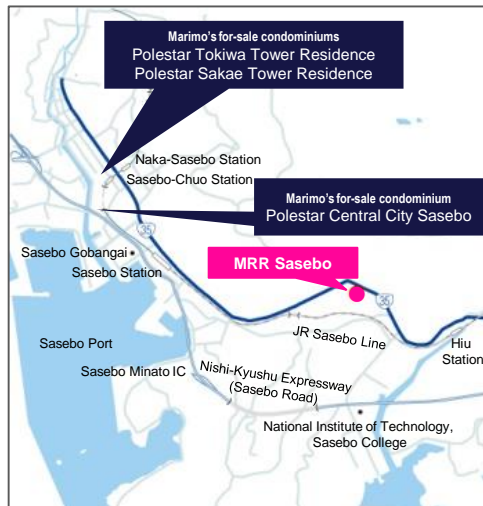 Marimo's for-sale condominiums
Polestar Tokiwa Tower Residence
Polestar Sakae Tower Residence
Naka-Sasebo Station
Sasebo-Chuo Station
Marimo's for-sale condominium
Polestar Central City Sasebo
35
Sasebo Gobangai
Sasebo Station
MRR Sasebo
35
35
JR Sasebo Line
Hiu
Station
Sasebo Port
Sasebo Minato IC
Nishi-Kyushu Expressway
(Sasebo Road)
National Institute of Technology,
Sasebo College